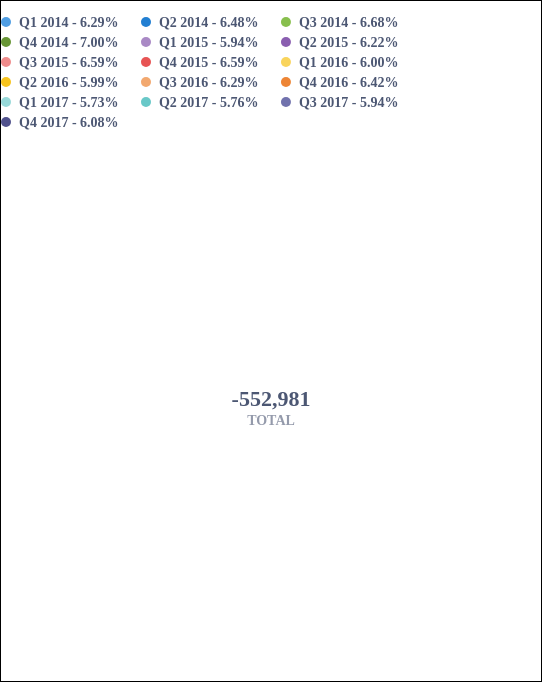 Q1 2014 - 6.29% Q2 2014 - 6.48% Q3 2014 - 6.68%
Q4 2014 - 7.00% Q1 2015 - 5.94% Q2 2015 - 6.22%
Q3 2015 - 6.59% Q4 2015 - 6.59% Q1 2016 - 6.00%
Q2 2016 - 5.99% Q3 2016 - 6.29% Q4 2016 - 6.42%
Q1 2017 - 5.73% Q2 2017 - 5.76% Q3 2017 - 5.94%
Q4 2017 - 6.08%
-552,981
TOTAL